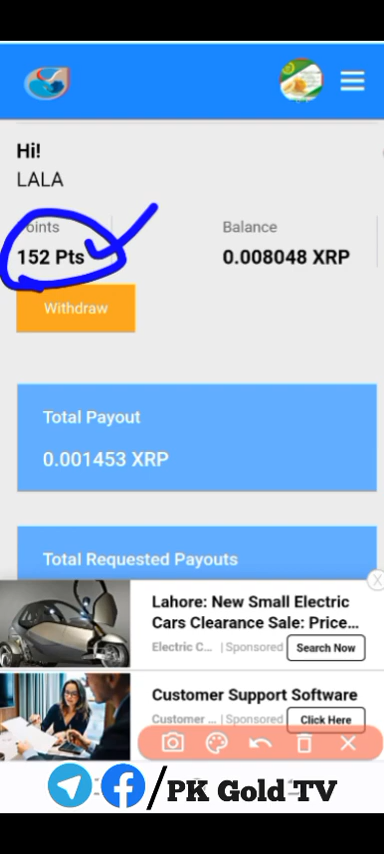 Hi!
LALA
oints
152 Pts
Withdraw
Balance
0.008048 XRP
Total Payout
0.001453 XRP
Total Requested Payouts
X
Lahore: New Small Electric
Cars Clearance Sale: Price...
Electric C... | Sponsored
Search Now
Customer Support Software
Customer ... | Sponsored
Click Here
/PK Gold TV